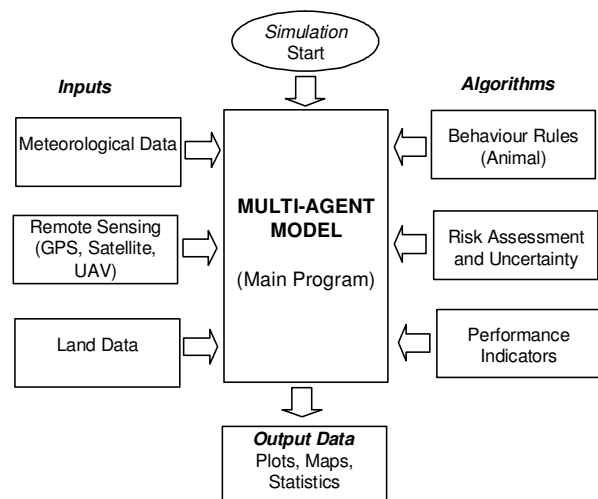 Simulation
Start
Inputs
Algorithms
Meteorological Data
Behaviour Rules
(Animal)
MULTI-AGENT
MODEL
(Main Program)
Remote Sensing
(GPS, Satellite,
UAV)
Risk Assessment
and Uncertainty
Land Data
Performance
Indicators
Output Data
Plots, Maps,
Statistics